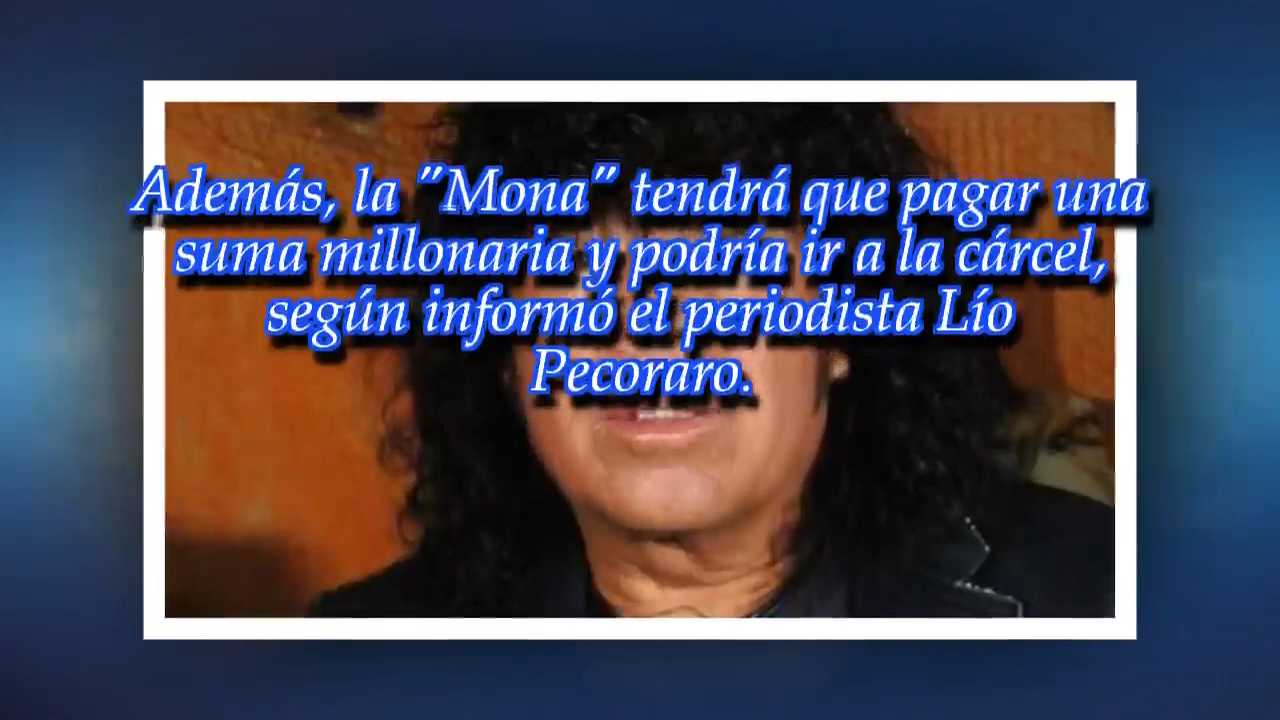 Además, la "Mona" tendrá que pagar una
suma millonaria y podría ir a la cárcel,
según informó el periodista Lío
Pecoraro.